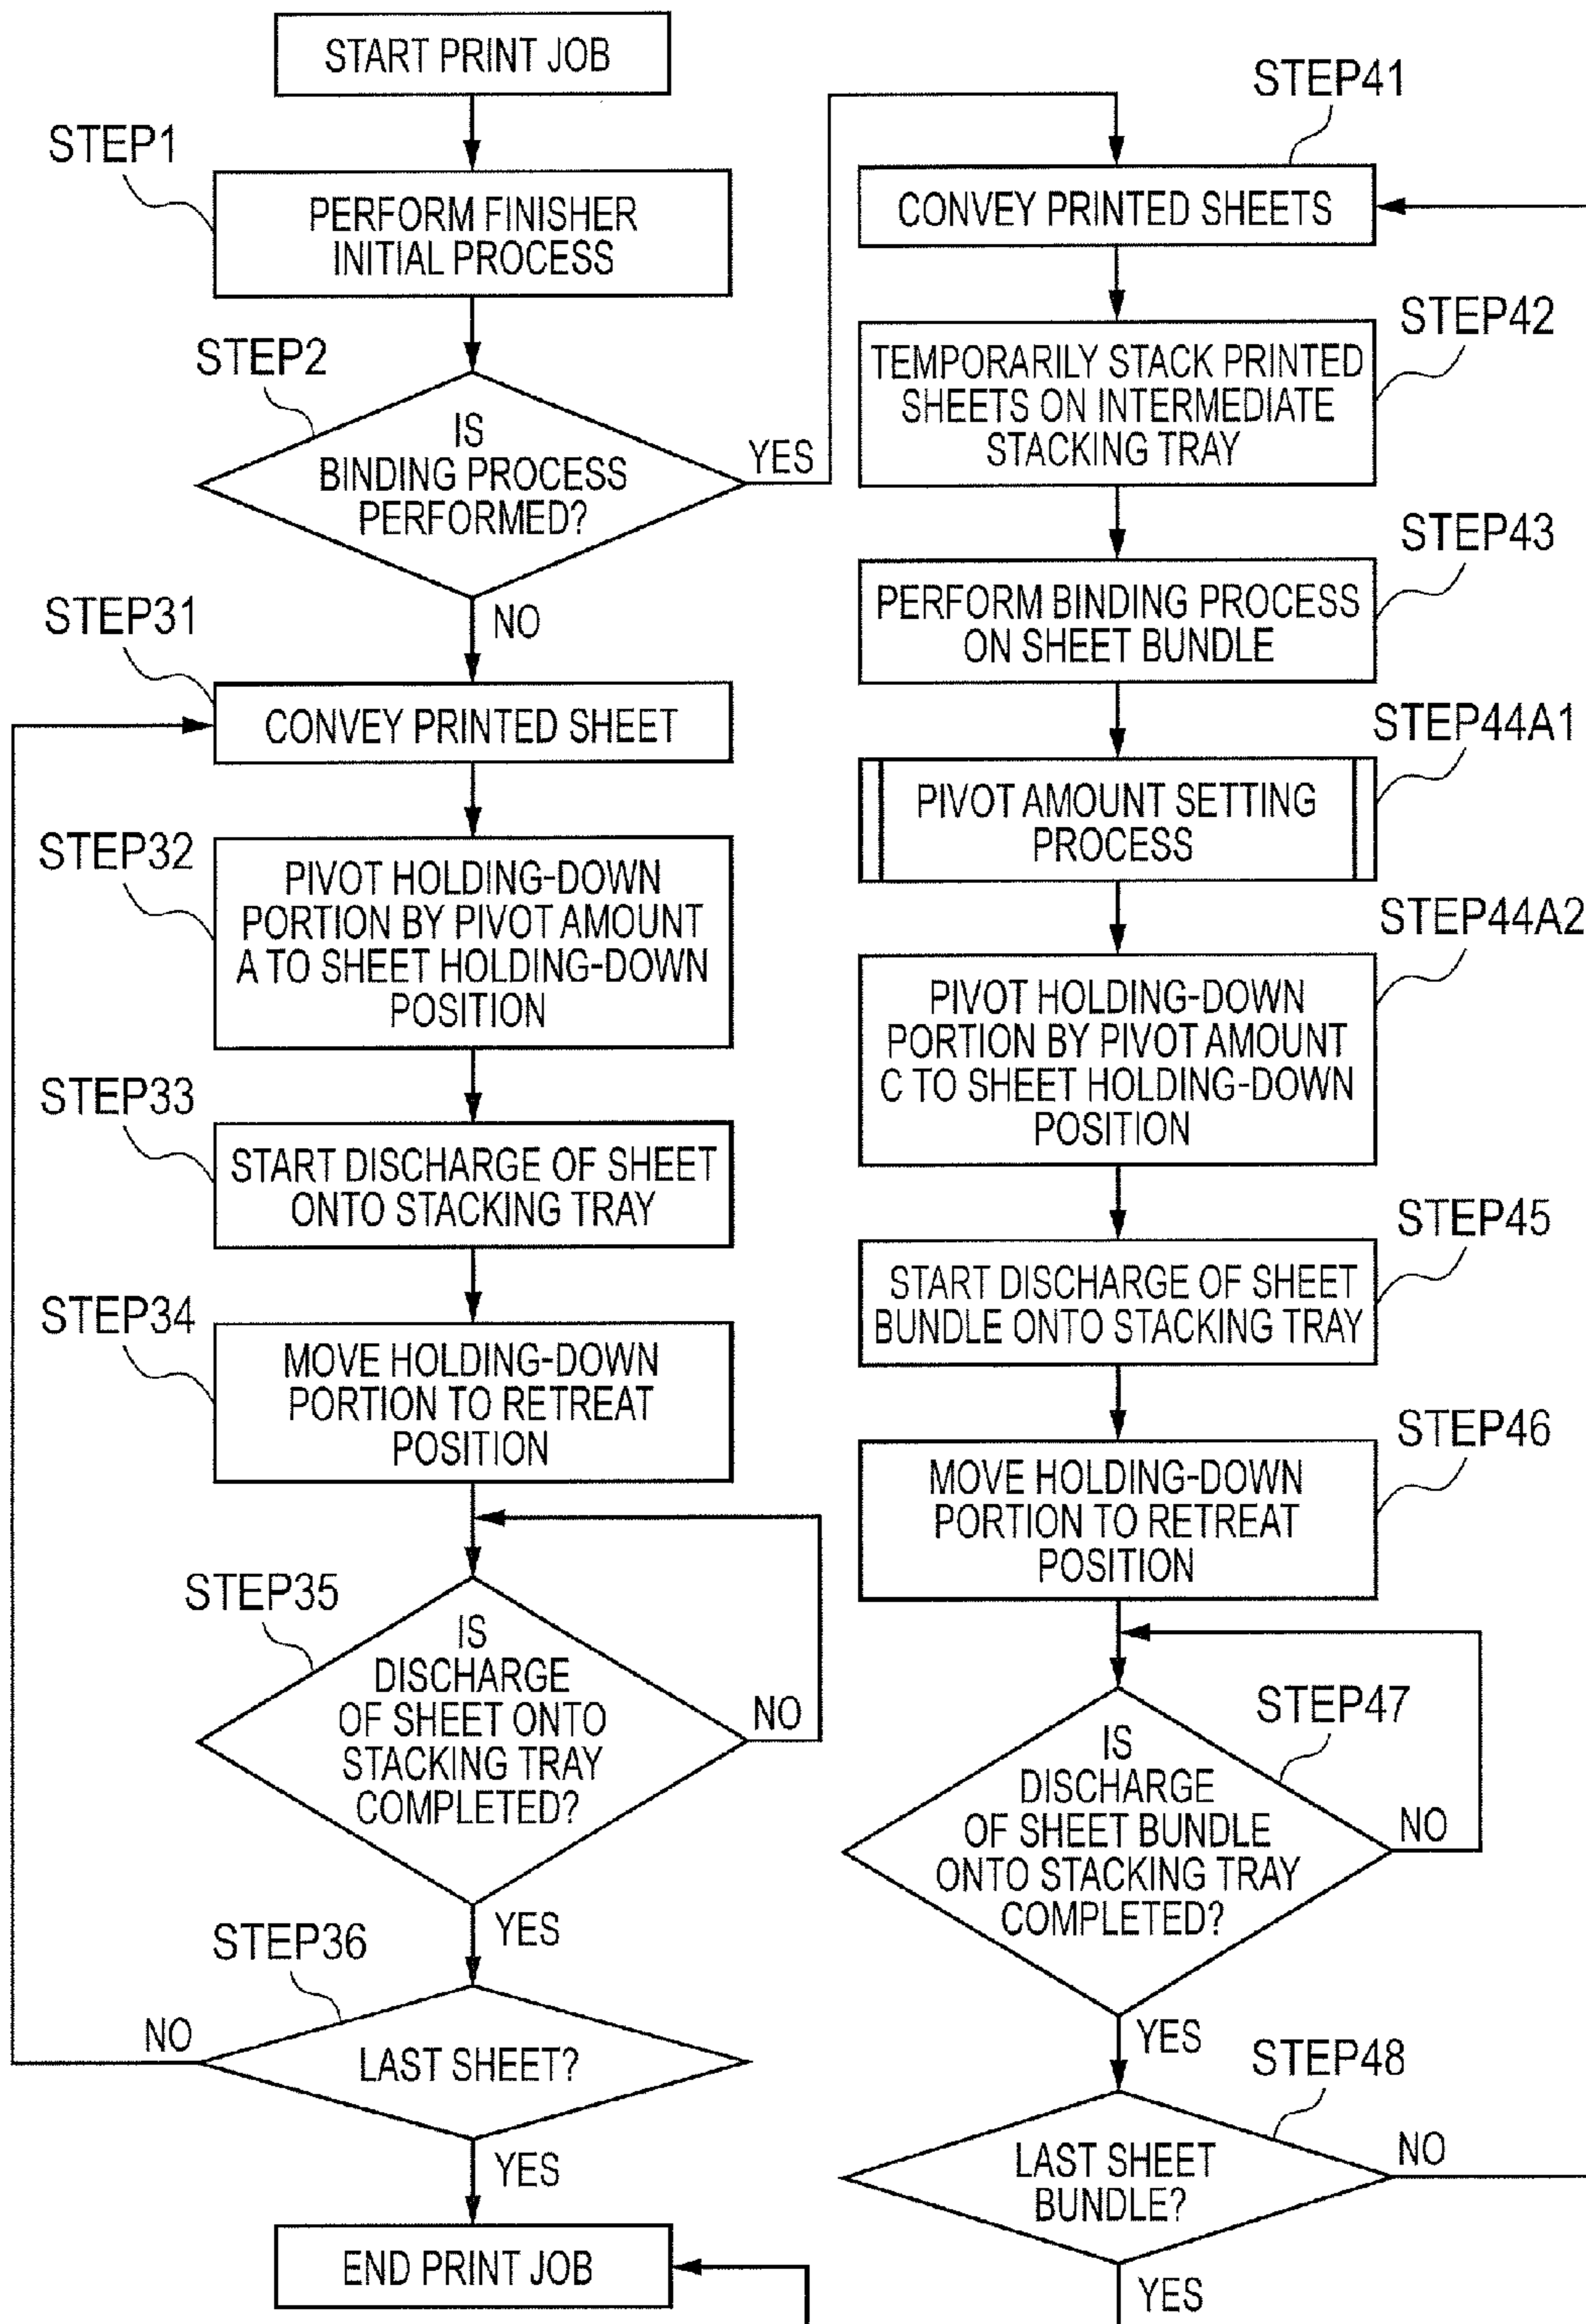 START PRINT JOB
STEP1
PERFORM FINISHER
INITIAL PROCESS
STEP2
IS
BINDING PROCESS
PERFORMED?
YES
NO
STEP31
CONVEY PRINTED SHEET
STEP32
PIVOT HOLDING-DOWN
PORTION BY PIVOT AMOUNT
A TO SHEET HOLDING-DOWN
POSITION
STEP33
START DISCHARGE OF SHEET
ONTO STACKING TRAY
STEP34
MOVE HOLDING-DOWN
PORTION TO RETREAT
POSITION
STEP35
IS
DISCHARGE
OF SHEET ONTO
STACKING TRAY
COMPLETED?
NO
YES
STEP36
NO
LAST SHEET?
YES
END PRINT JOB
STEP41
CONVEY PRINTED SHEETS
STEP42
TEMPORARILY STACK PRINTED
SHEETS ON INTERMEDIATE
STACKING TRAY
STEP43
PERFORM BINDING PROCESS
ON SHEET BUNDLE
STEP44A1
PIVOT AMOUNT SETTING
PROCESS
STEP44A2
PIVOT HOLDING-DOWN
PORTION BY PIVOT AMOUNT
C TO SHEET HOLDING-DOWN
POSITION
STEP45
START DISCHARGE OF SHEET
BUNDLE ONTO STACKING TRAY
STEP46
MOVE HOLDING-DOWN
PORTION TO RETREAT
POSITION
STEP47
IS
DISCHARGE
OF SHEET BUNDLE
ONTO STACKING TRAY
COMPLETED?
NO
YES
STEP48
LAST SHEET
BUNDLE?
NO
YES